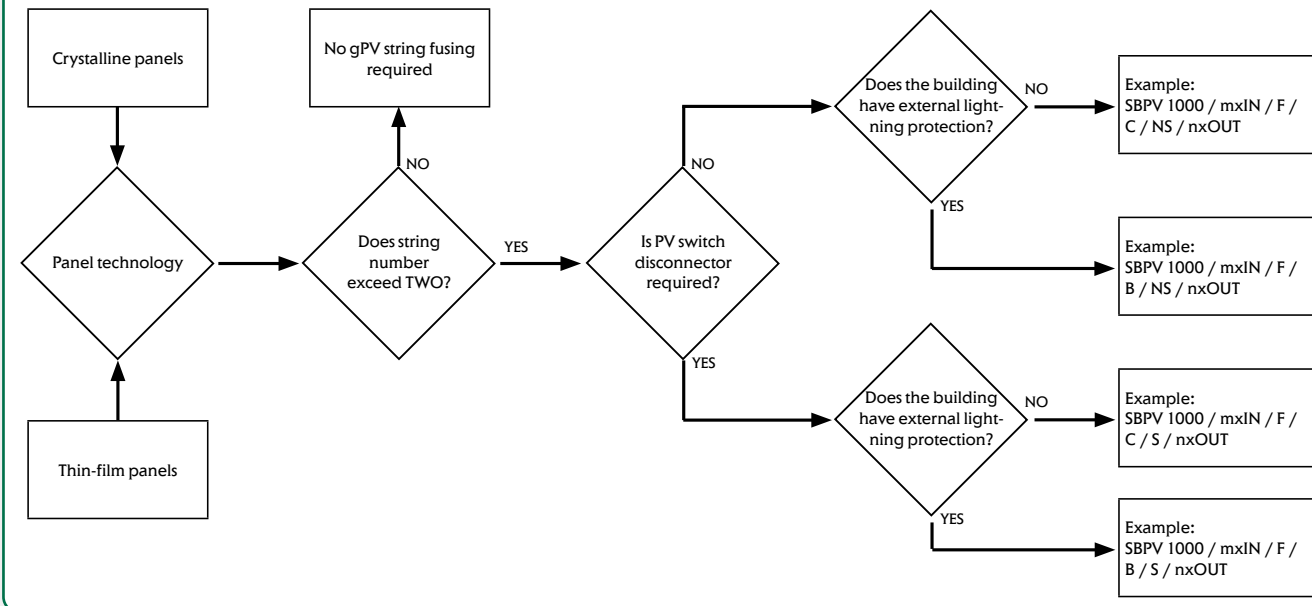 Crystalline panels
No gPV string fusing
required
Does the building
have external light-
ning protection?
NO
Example:
SBPV 1000 / mxIN / F /
C / NS / nxOUT
NO
NO
YES
Panel technology
Does string
number
exceed TWO?
YES
Is PV switch
disconnector
required?
Example:
SBPV 1000 / mxIN / F /
B / NS / nxOUT
YES
Does the building
have external light-
ning protection?
NO
Example:
SBPV 1000 / mxIN / F /
C / S / nxOUT
Thin-film panels
YES
Example:
SBPV 1000 / mxIN / F /
B / S / nxOUT